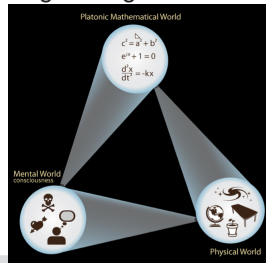 Platonic Mathematical World
c² = a² + b²
e^iπ + 1 = 0
d²x/dt² = -kx
Mental World
consciousness
Physical World